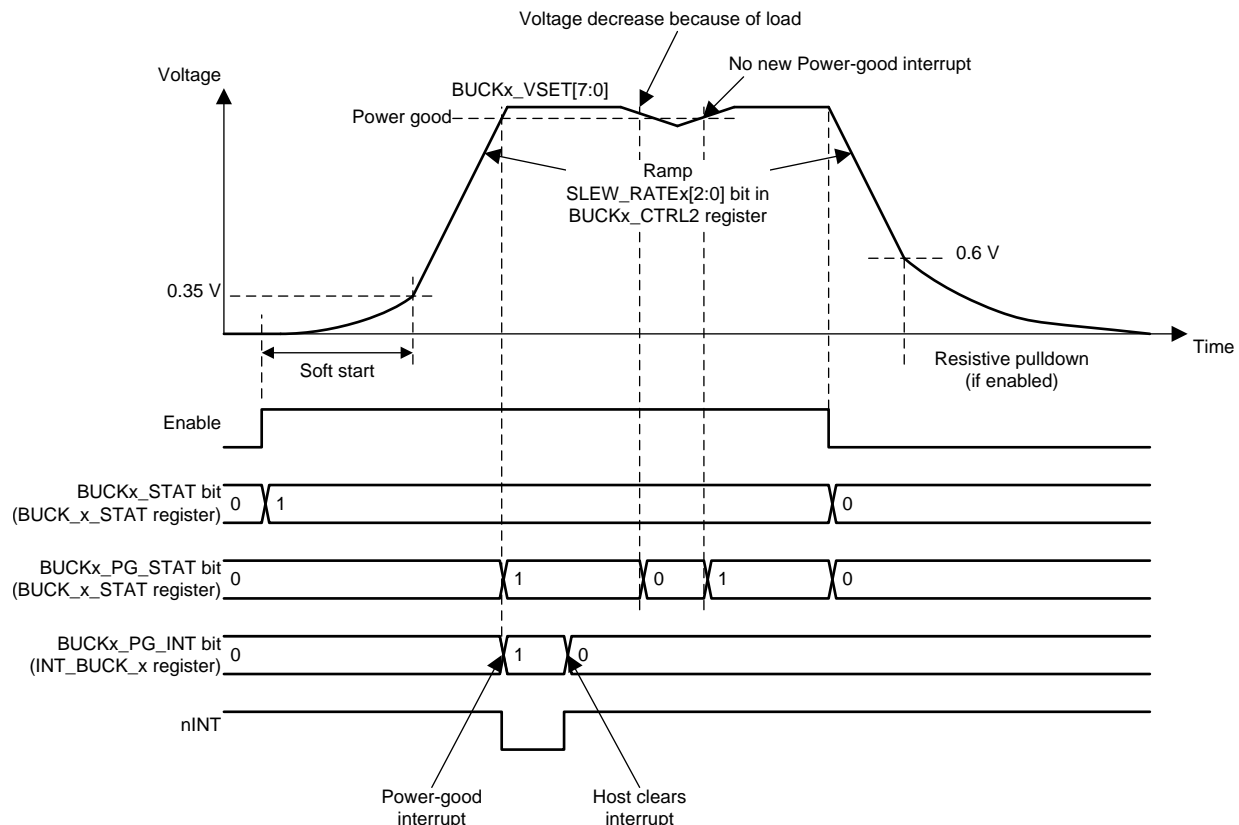 Voltage decrease because of load
No new Power-good interrupt
Voltage
BUCKx_VSET[7:0]
Power good
Ramp
SLEW_RATEx[2:0] bit in
BUCKx_CTRL2 register
0.6 V
0.35 V
Time
Soft start
Resistive pulldown
(if enabled)
Enable
BUCKx_STAT bit
(BUCK_x_STAT register)
0
1
0
BUCKx_PG_STAT bit
(BUCK_x_STAT register)
0
1
0
1
0
BUCKx_PG_INT bit
(INT_BUCK_x register)
0
1
0
nINT
Power-good
interrupt
Host clears
interrupt